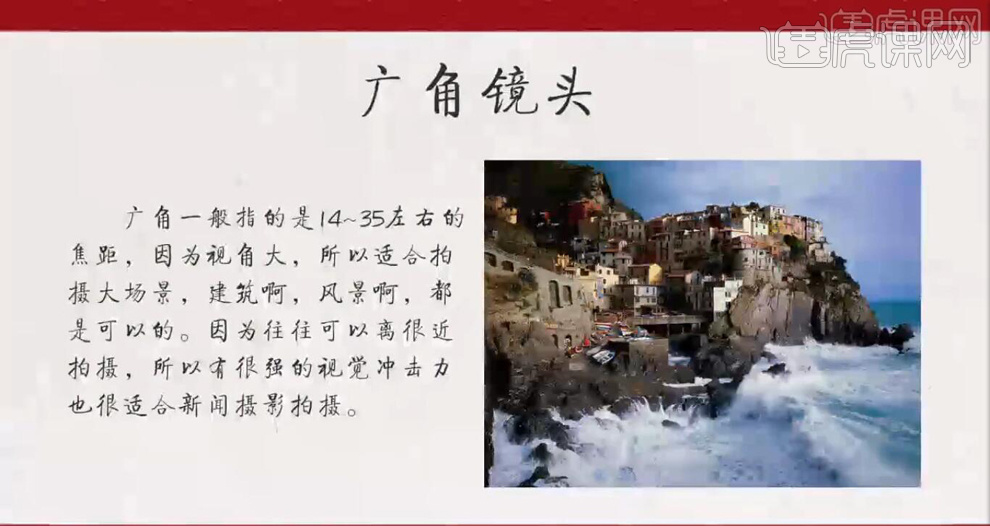 虎课网
广角镜头
广角一般指的是14~35左右的
焦距，因为视角大，所以适合拍
摄大场景，建筑啊，风景啊，都
是可以的。因为往往可以离很近
拍摄，所以有很强的视觉冲击力
也很适合新闻摄影拍摄。